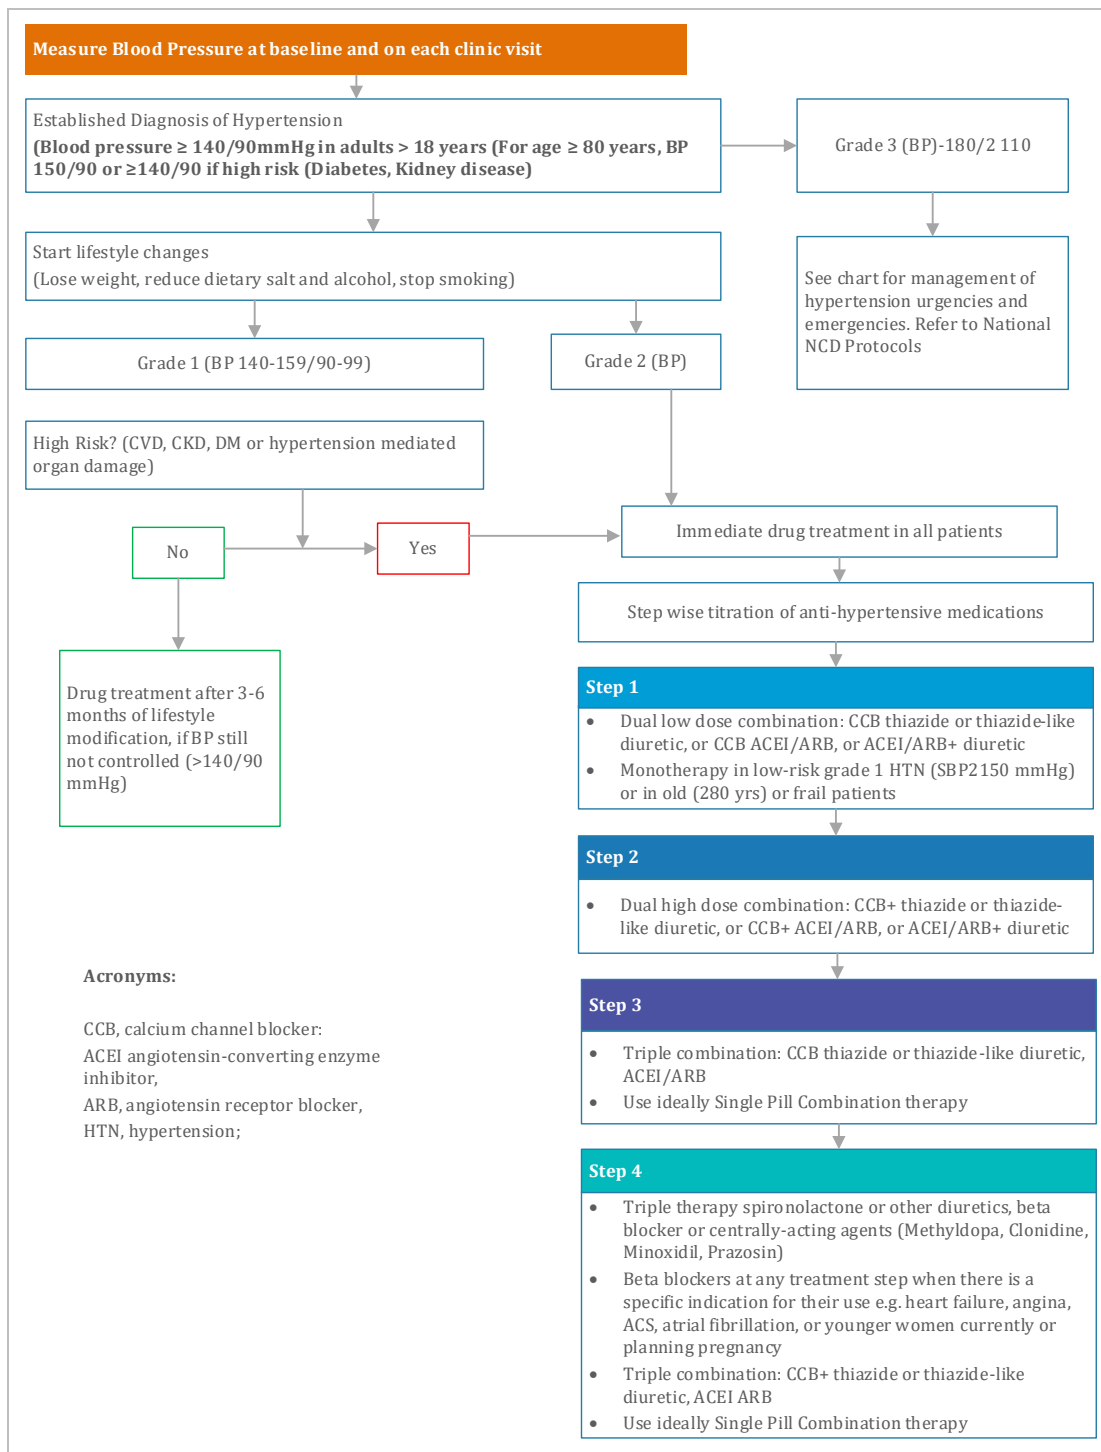 Measure Blood Pressure at baseline and on each clinic visit
Established Diagnosis of Hypertension
(Blood pressure ≥ 140/90mmHg in adults > 18 years (For age ≥ 80 years, BP
150/90 or ≥140/90 if high risk (Diabetes, Kidney disease)
Grade 3 (BP)-180/2 110
Start lifestyle changes
(Lose weight, reduce dietary salt and alcohol, stop smoking)
See chart for management of
hypertension urgencies and
emergencies. Refer to National
NCD Protocols
Grade 1 (BP 140-159/90-99)
Grade 2 (BP)
High Risk? (CVD, CKD, DM or hypertension mediated
organ damage)
No
Yes
Immediate drug treatment in all patients
Step wise titration of anti-hypertensive medications
Drug treatment after 3-6
months of lifestyle
modification, if BP still
not controlled (>140/90
mmHg)
Step 1
• Dual low dose combination: CCB thiazide or thiazide-like
diuretic, or CCB ACEI/ARB, or ACEI/ARB+ diuretic
• Monotherapy in low-risk grade 1 HTN (SBP2150 mmHg)
or in old (280 yrs) or frail patients
Step 2
• Dual high dose combination: CCB+ thiazide or thiazide-
like diuretic, or CCB+ ACEI/ARB, or ACEI/ARB+ diuretic
Acronyms:
CCB, calcium channel blocker:
ACEI angiotensin-converting enzyme
inhibitor,
ARB, angiotensin receptor blocker,
HTN, hypertension;
Step 3
• Triple combination: CCB thiazide or thiazide-like diuretic,
ACEI/ARB
• Use ideally Single Pill Combination therapy
Step 4
• Triple therapy spironolactone or other diuretics, beta
blocker or centrally-acting agents (Methyldopa, Clonidine,
Minoxidil, Prazosin)
• Beta blockers at any treatment step when there is a
specific indication for their use e.g. heart failure, angina,
ACS, atrial fibrillation, or younger women currently or
planning pregnancy
• Triple combination: CCB+ thiazide or thiazide-like
diuretic, ACEI ARB
• Use ideally Single Pill Combination therapy